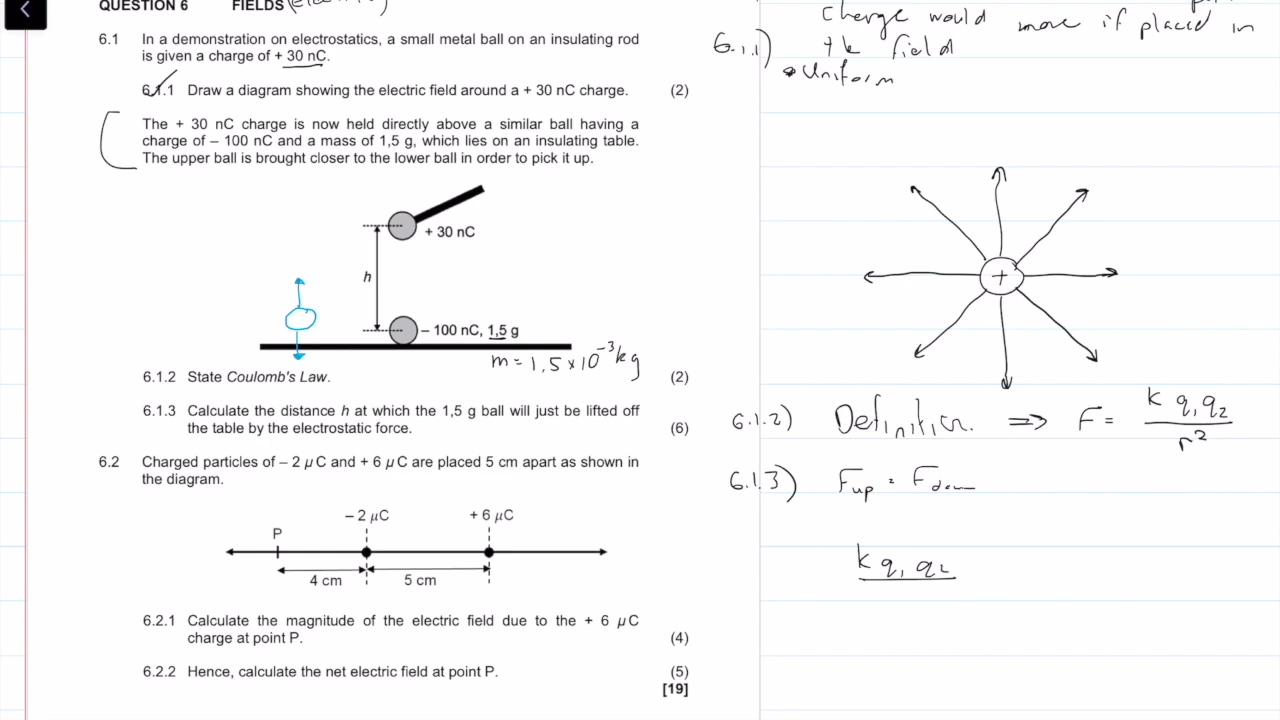 QUESTION 6 FIELDS
6.1 In a demonstration on electrostatics, a small metal ball on an insulating rod
is given a charge of + 30 nC.
6.1.1 Draw a diagram showing the electric field around a + 30 nC charge. (2)
The + 30 nC charge is now held directly above a similar ball having a
charge of – 100 nC and a mass of 1,5 g, which lies on an insulating table.
The upper ball is brought closer to the lower ball in order to pick it up.
+ 30 nC
h
– 100 nC, 1,5 g
m = 1,5 x 10⁻³ kg
6.1.2 State Coulomb's Law. (2)
6.1.3 Calculate the distance h at which the 1,5 g ball will just be lifted off
the table by the electrostatic force. (6)
6.2 Charged particles of – 2 μC and + 6 μC are placed 5 cm apart as shown in
the diagram.
– 2 μC + 6 μC
P
4 cm 5 cm
6.2.1 Calculate the magnitude of the electric field due to the + 6 μC
charge at point P. (4)
6.2.2 Hence, calculate the net electric field at point P. (5)
[19]
charge would move if placed in
6.1.1) the field
• Uniform
+
6.1.2) Definition. ⇒ F = k q₁ q₂
r²
6.1.3) Fup = Fdown
k q₁ q₂